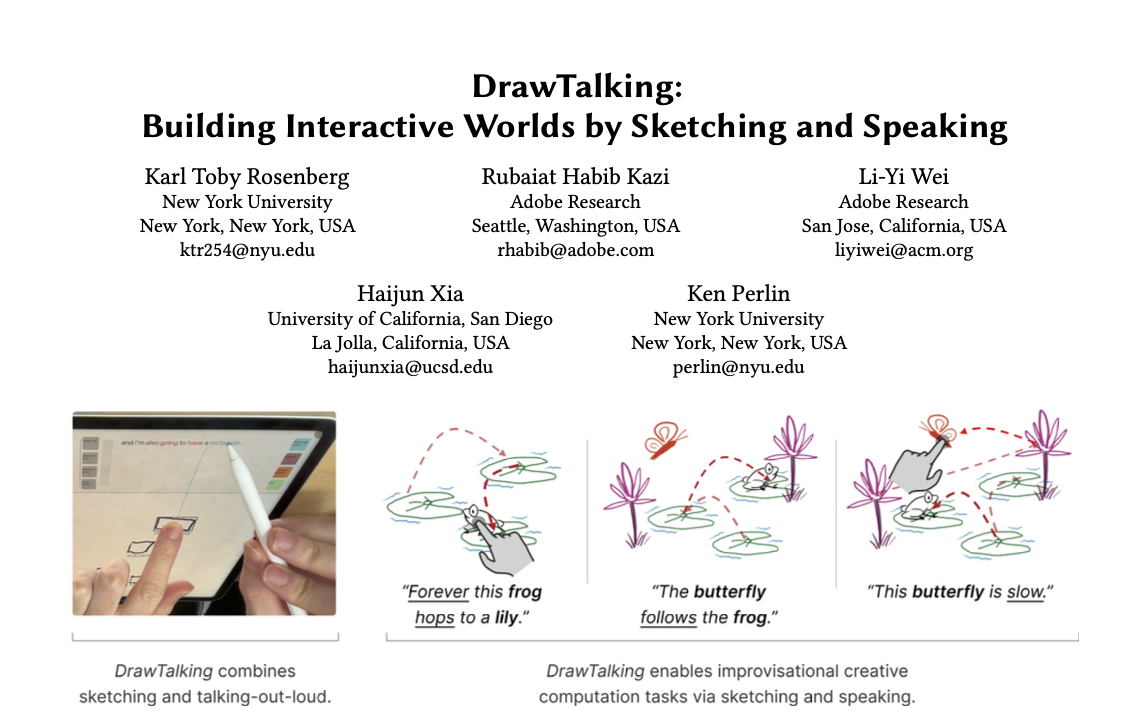 DrawTalking:
Building Interactive Worlds by Sketching and Speaking
Karl Toby Rosenberg
New York University
New York, New York, USA
ktr254@nyu.edu
Rubaiat Habib Kazi
Adobe Research
Seattle, Washington, USA
rhabib@adobe.com
Li-Yi Wei
Adobe Research
San Jose, California, USA
liyiwei@acm.org
Haijun Xia
University of California, San Diego
La Jolla, California, USA
haijunxia@ucsd.edu
Ken Perlin
New York University
New York, New York, USA
perlin@nyu.edu
and i'm also going to have a rectangle
“Forever this frog
hops to a lily.”
“The butterfly
follows the frog.”
“This butterfly is slow.”
DrawTalking combines
sketching and talking-out-loud.
DrawTalking enables improvisational creative
computation tasks via sketching and speaking.